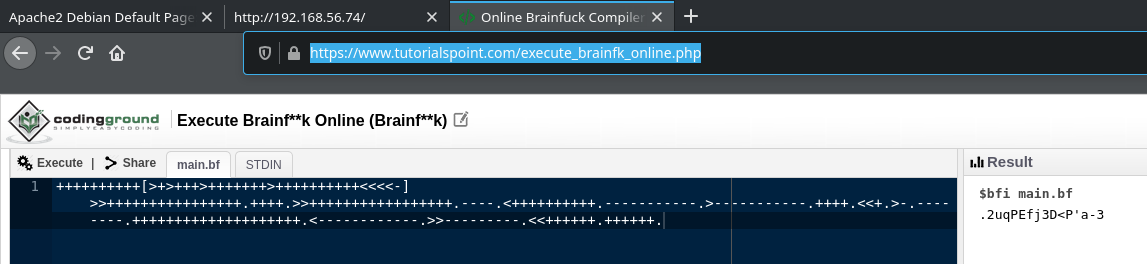 Apache2 Debian Default Page
http://192.168.56.74/
Online Brainfuck Compiler
https://www.tutorialspoint.com/execute_brainfk_online.php
codingground
SIMPLYEASYCODING
Execute Brainf**k Online (Brainf**k)
Execute | Share main.bf STDIN
Result
1 ++++++++++[>+>+++>+++++++>++++++++++<<<<-]
>>++++++++++++++++.++++.>>+++++++++++++++++.----.<++++++++++.-----------.>-----------.++++.<<+.>-.----
----.++++++++++++++++++++.<------------.>>---------.<<++++++.++++++.
$bfi main.bf
.2uqPEfj3D<P'a-3